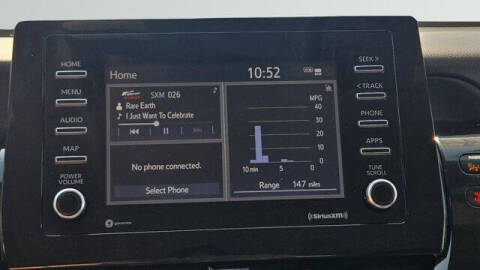 HOME
MENU
AUDIO
MAP
POWER
VOLUME
Home
10:52
SXM 026
Rare Earth
I Just Want To Celebrate
No phone connected.
Select Phone
MPG
40
30
20
10
0
10 min 5 0
Range 147 miles
SEEK >
< TRACK
PHONE
APPS
TUNE
SCROLL
((SiriusXM))